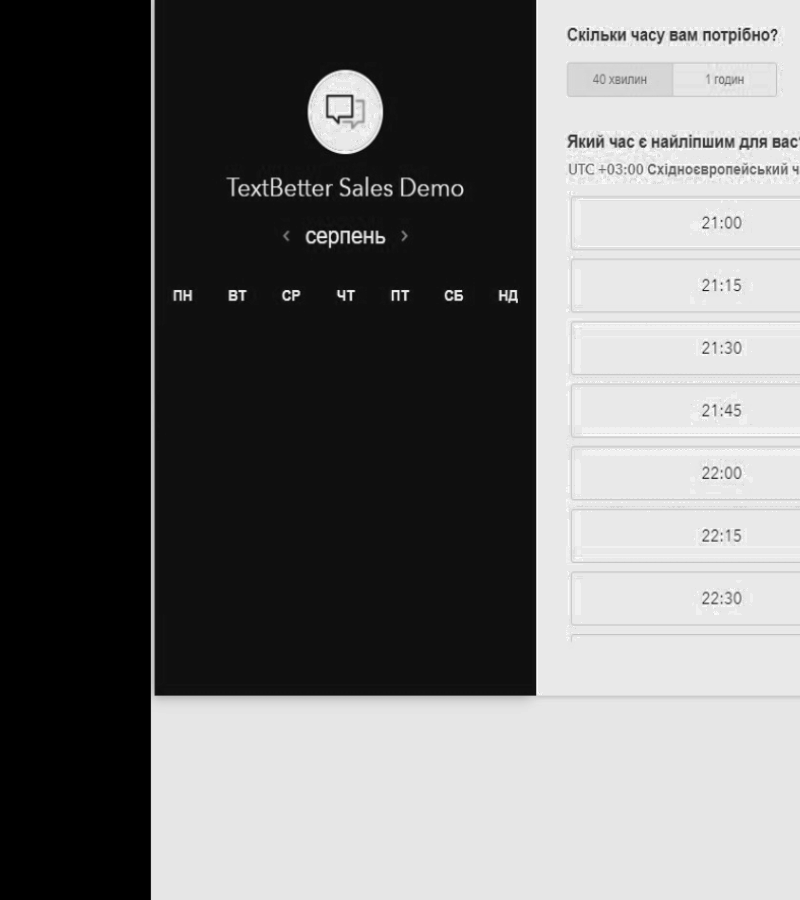 TextBetter Sales Demo
‹ серпень ›
ПН ВТ СР ЧТ ПТ СБ НД
Скільки часу вам потрібно?
40 хвилин 1 годин
Який час є найліпшим для вас?
UTC +03:00 Східноєвропейський
21:00
21:15
21:30
21:45
22:00
22:15
22:30